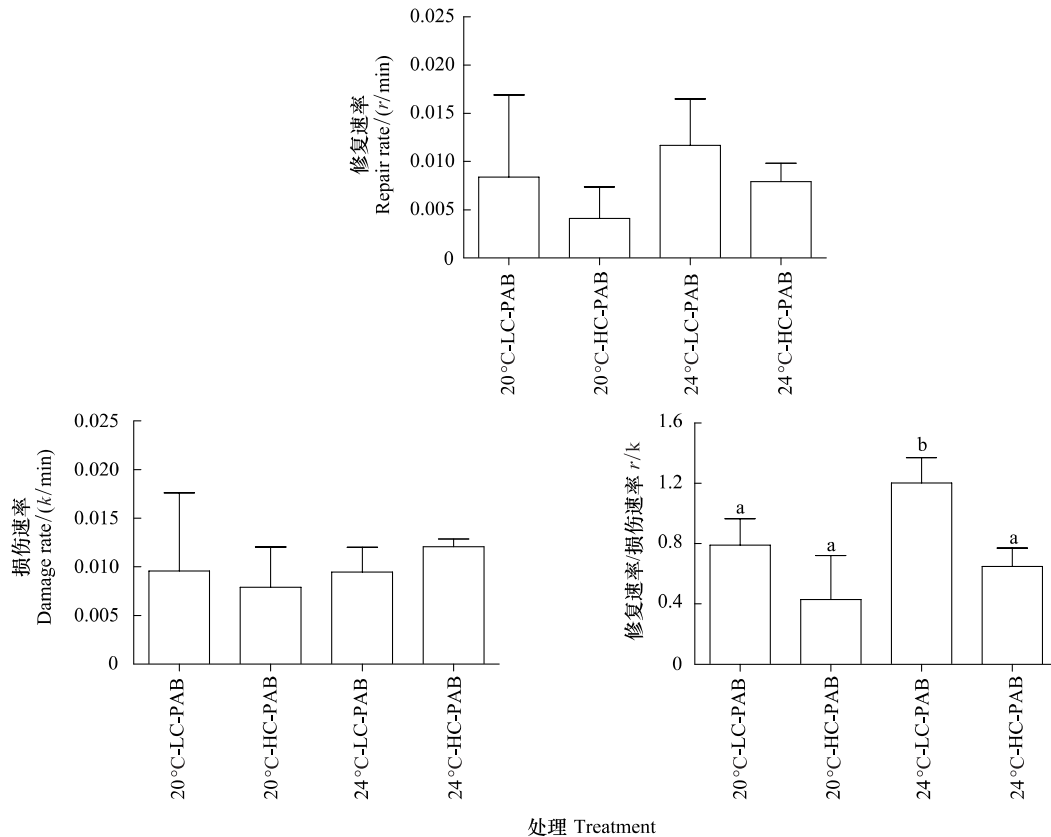 0.025
0.020
0.015
0.010
0.005
0
修复速率
Repair rate/(r/min)
20°C-LC-PAB
20°C-HC-PAB
24°C-LC-PAB
24°C-HC-PAB
0.025
0.020
0.015
0.010
0.005
0
损伤速率
Damage rate/(k/min)
20°C-LC-PAB
20°C-HC-PAB
24°C-LC-PAB
24°C-HC-PAB
1.6
1.2
0.8
0.4
0
修复速率/损伤速率 r/k
a
a
b
a
20°C-LC-PAB
20°C-HC-PAB
24°C-LC-PAB
24°C-HC-PAB
处理 Treatment